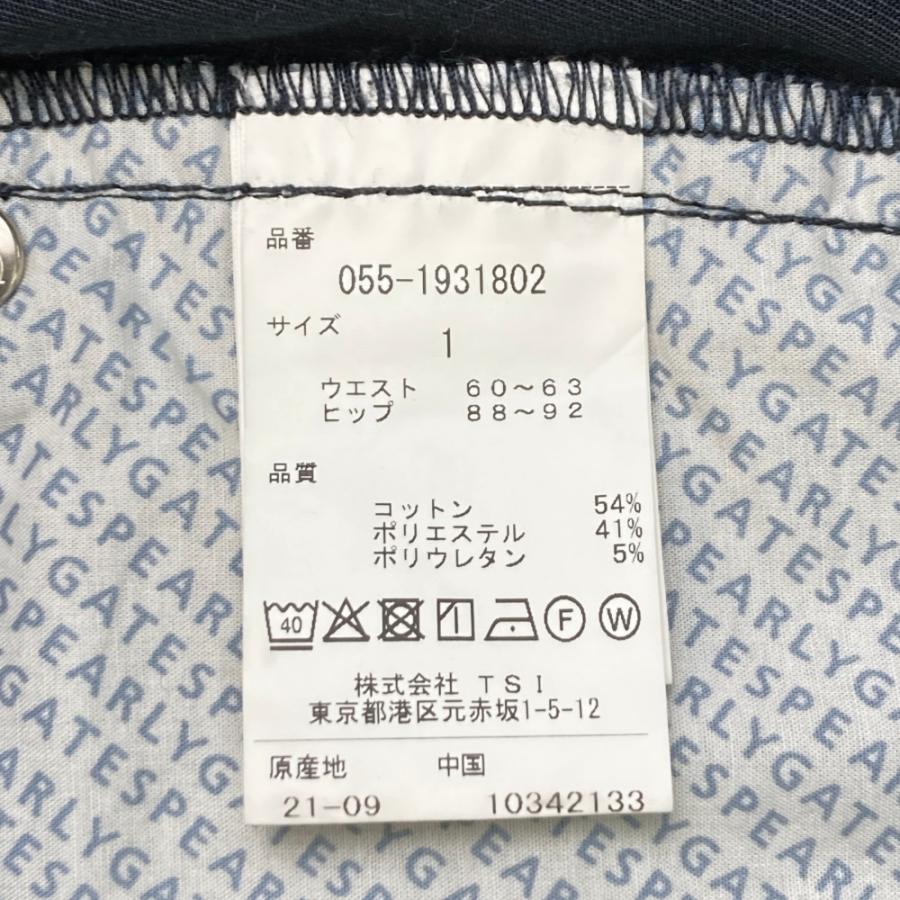 品番
055-1931802
サイズ
1
ウエスト 60～63
ヒップ 88～92
品質
コットン 54%
ポリエステル 41%
ポリウレタン 5%
40 F W
株式会社 TSI
東京都港区元赤坂1-5-12
原産地 中国
21-09 10342133
PEARLYGATES